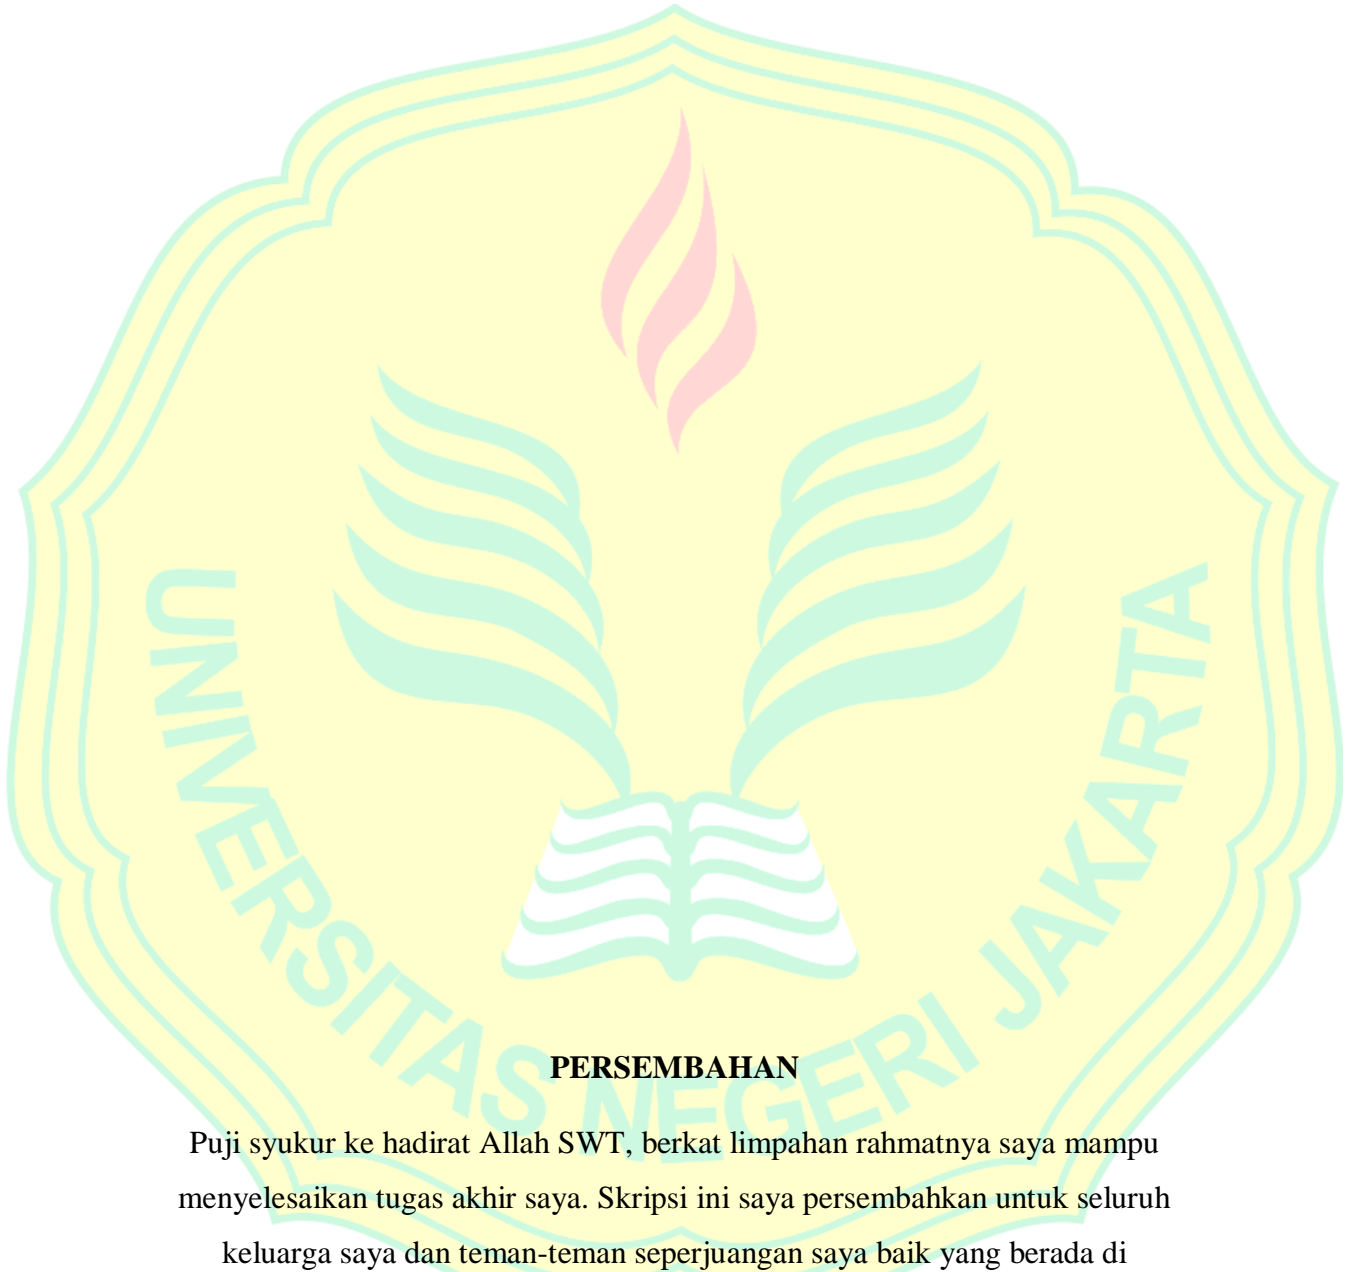 UNIVERSITAS NEGERI JAKARTA
PERSEMBAHAN
Puji syukur ke hadirat Allah SWT, berkat limpahan rahmatnya saya mampu
menyelesaikan tugas akhir saya. Skripsi ini saya persembahkan untuk seluruh
keluarga saya dan teman-teman seperjuangan saya baik yang berada di